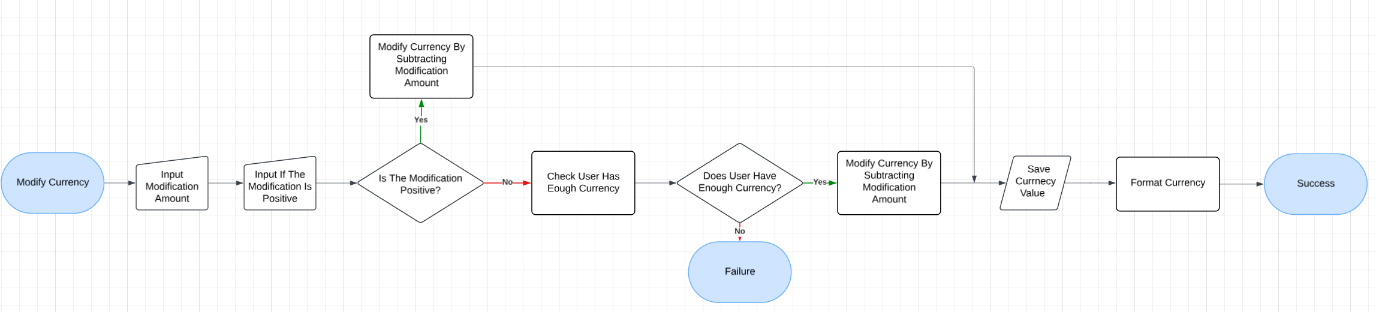 Modify Currency By
Subtracting
Modification
Amount
Yes
Modify Currency
Input
Modification
Amount
Input If The
Modification Is
Positive
Is The Modification
Positive?
No
Check User Has
Eough Currency
Does User Have
Enough Currency?
Yes
Modify Currency By
Subtracting
Modification
Amount
Save
Currnecy
Value
Format Currency
Success
No
Failure